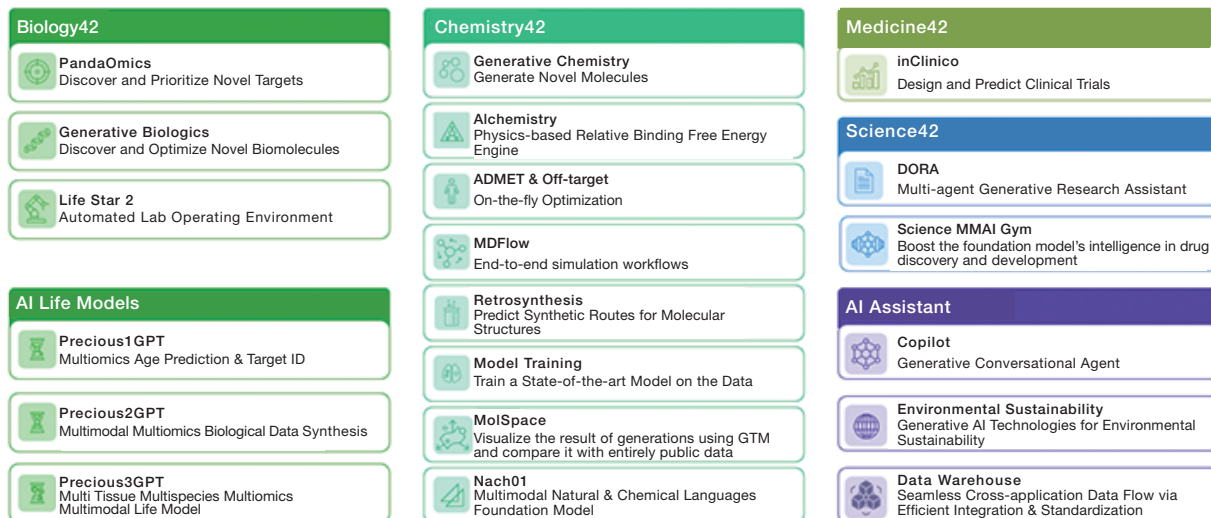 Biology42
PandaOmics
Discover and Prioritize Novel Targets
Generative Biologics
Discover and Optimize Novel Biomolecules
Life Star 2
Automated Lab Operating Environment
AI Life Models
Precious1GPT
Multiomics Age Prediction & Target ID
Precious2GPT
Multimodal Multiomics Biological Data Synthesis
Precious3GPT
Multi Tissue Multispecies Multiomics
Multimodal Life Model
Chemistry42
Generative Chemistry
Generate Novel Molecules
Alchemistry
Physics-based Relative Binding Free Energy
Engine
ADMET & Off-target
On-the-fly Optimization
MDFlow
End-to-end simulation workflows
Retrosynthesis
Predict Synthetic Routes for Molecular
Structures
Model Training
Train a State-of-the-art Model on the Data
MolSpace
Visualize the result of generations using GTM
and compare it with entirely public data
Nach01
Multimodal Natural & Chemical Languages
Foundation Model
Medicine42
inClinico
Design and Predict Clinical Trials
Science42
DORA
Multi-agent Generative Research Assistant
Science MMAI Gym
Boost the foundation model's intelligence in drug
discovery and development
AI Assistant
Copilot
Generative Conversational Agent
Environmental Sustainability
Generative AI Technologies for Environmental
Sustainability
Data Warehouse
Seamless Cross-application Data Flow via
Efficient Integration & Standardization